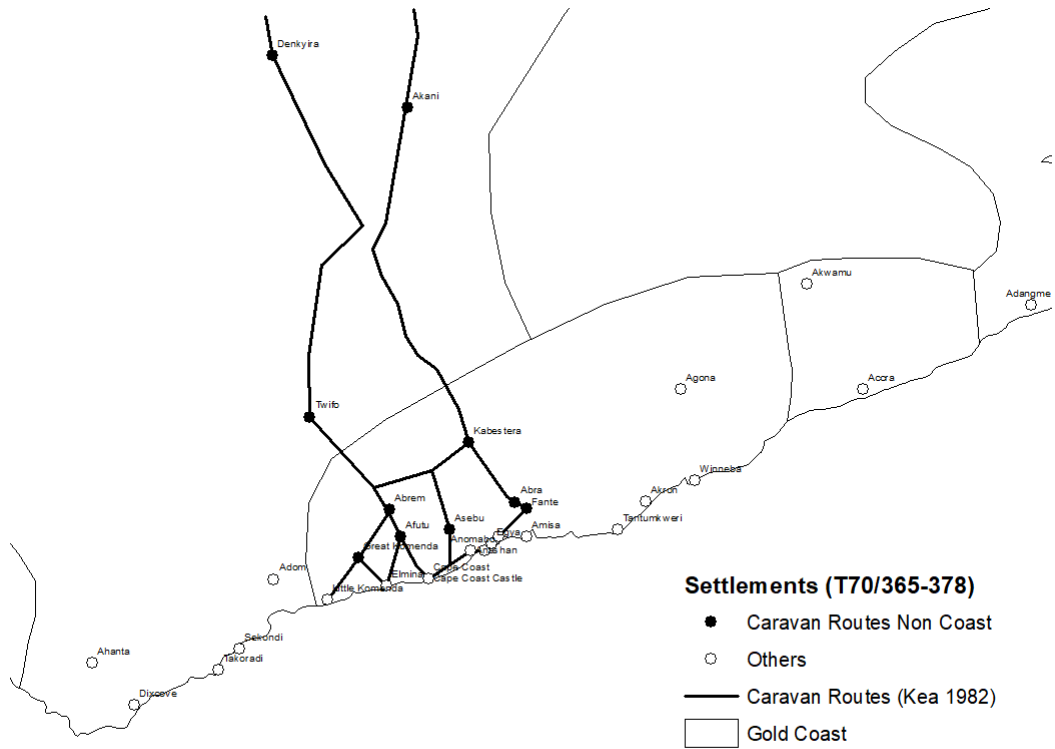 Denkyira
Akani
Akwamu
Adangme
Agona
Accra
Twifo
Kabestera
Winneba
Abrem
Abra
Fante
Akron
Afutu
Asebu
Tantumkweri
Anomabo
Egya
Amisa
Great Komenda
Cape Coast
Cape Coast Castle
Elmina
Adom
Little Komenda
Sekondi
Takoradi
Ahanta
Dixcove
Settlements (T70/365-378)
Caravan Routes Non Coast
Others
Caravan Routes (Kea 1982)
Gold Coast